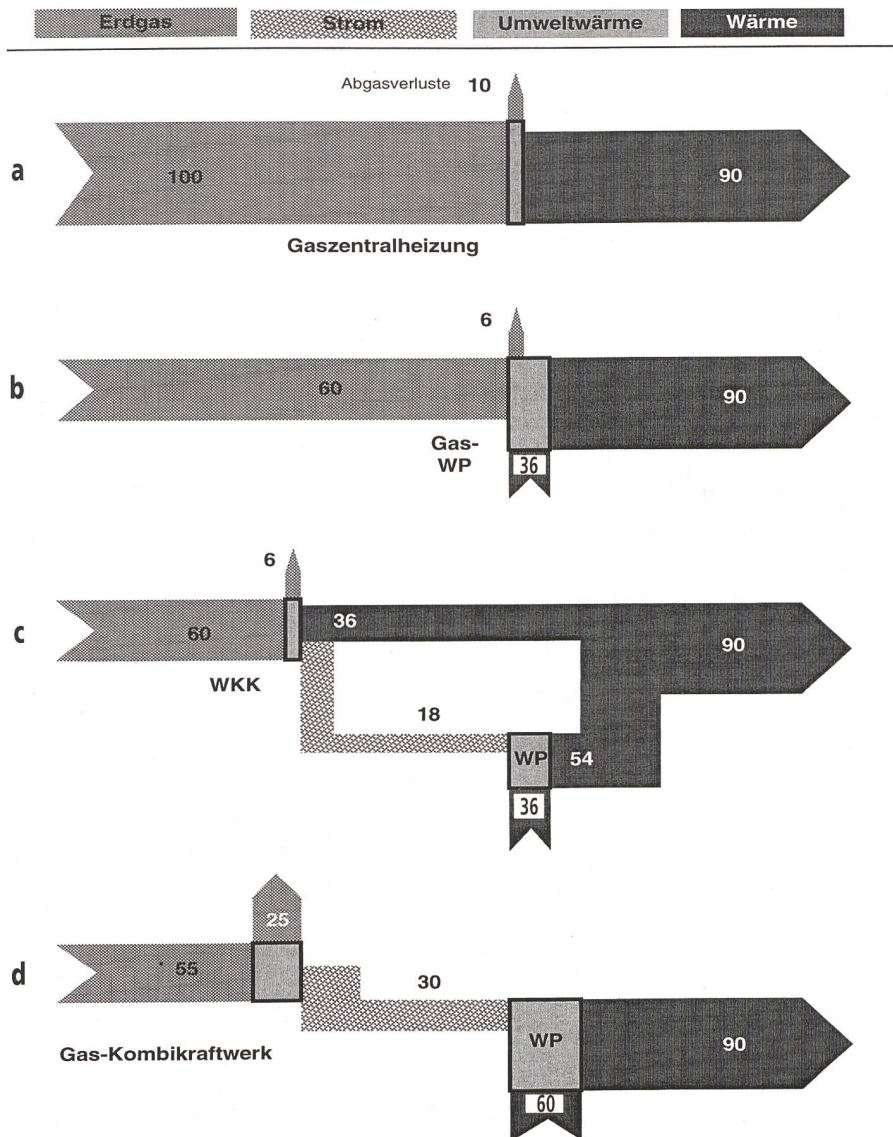 Erdgas Strom Umweltwärme Wärme
Abgasverluste 10
a 100 90
Gaszentralheizung
6
b 60 90
Gas-
WP 36
6
c 60 36 90
WKK
18
WP 54
36
25
d 55 30
Gas-Kombikraftwerk WP 90
60